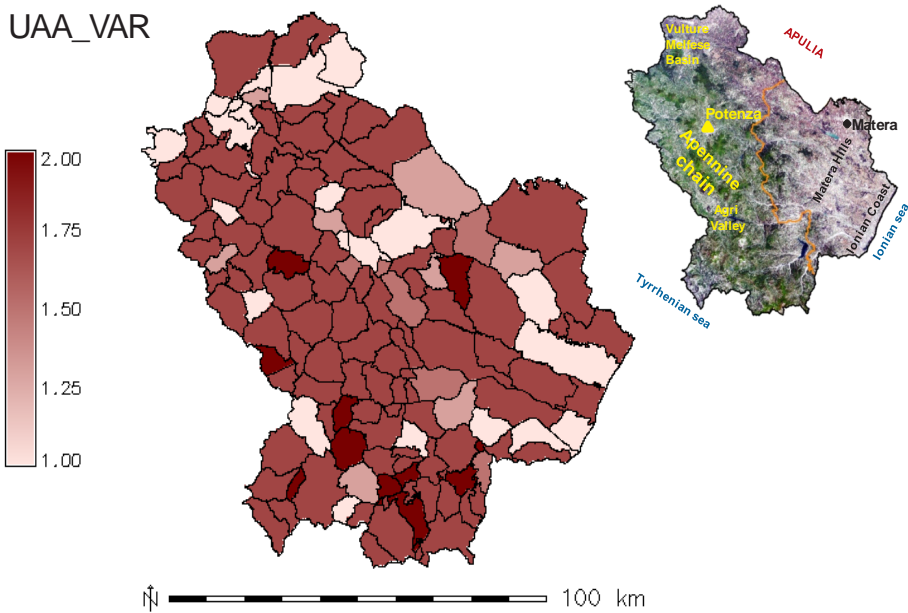 UAA_VAR
2.00
1.75
1.50
1.25
1.00
Vulture
Melfese
Basin
APULIA
Potenza
Matera
Apennine
chain
Matera Hills
Agri
Valley
Ionian Coast
Ionian sea
Tyrrhenian sea
N
100 km